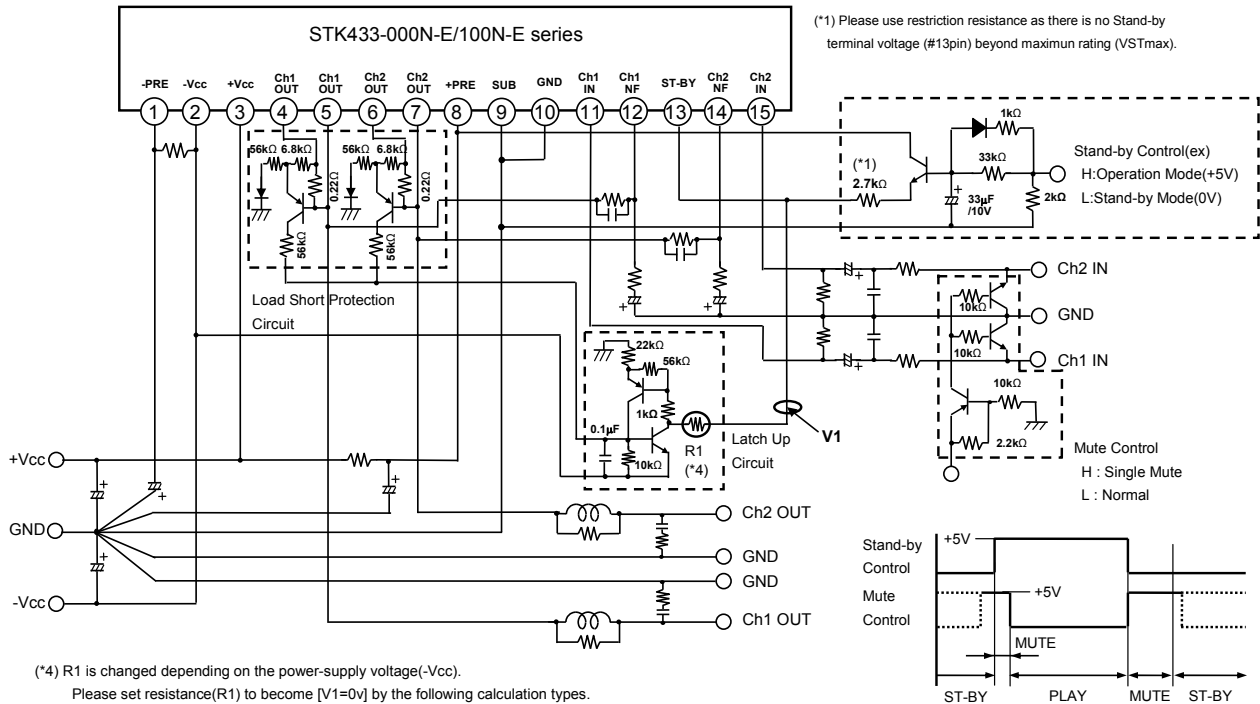 STK433-000N-E/100N-E series
-PRE
-Vcc
+Vcc
Ch1 OUT
Ch1 OUT
Ch2 OUT
Ch2 OUT
+PRE
SUB
GND
Ch1 IN
Ch1 NF
ST-BY
Ch2 NF
Ch2 IN
1 2 3 4 5 6 7 8 9 10 11 12 13 14 15
(*1) Please use restriction resistance as there is no Stand-by
terminal voltage (#13pin) beyond maximun rating (VSTmax).
56kΩ 6.8kΩ
56kΩ 6.8kΩ
0.22Ω
0.22Ω
56kΩ
56kΩ
Load Short Protection
Circuit
(*1)
2.7kΩ
1kΩ
33kΩ
33µF
/10V
2kΩ
Stand-by Control(ex)
H:Operation Mode(+5V)
L:Stand-by Mode(0V)
Ch2 IN
GND
Ch1 IN
10kΩ
10kΩ
10kΩ
2.2kΩ
Mute Control
H : Single Mute
L : Normal
22kΩ
56kΩ
1kΩ
0.1µF
10kΩ
R1
(*4)
Latch Up
Circuit
V1
+Vcc
GND
-Vcc
Ch2 OUT
GND
GND
Ch1 OUT
Stand-by
Control
+5V
Mute
Control
+5V
MUTE
ST-BY PLAY MUTE ST-BY
(*4) R1 is changed depending on the power-supply voltage(-Vcc).
Please set resistance(R1) to become [V1=0v] by the following calculation types.